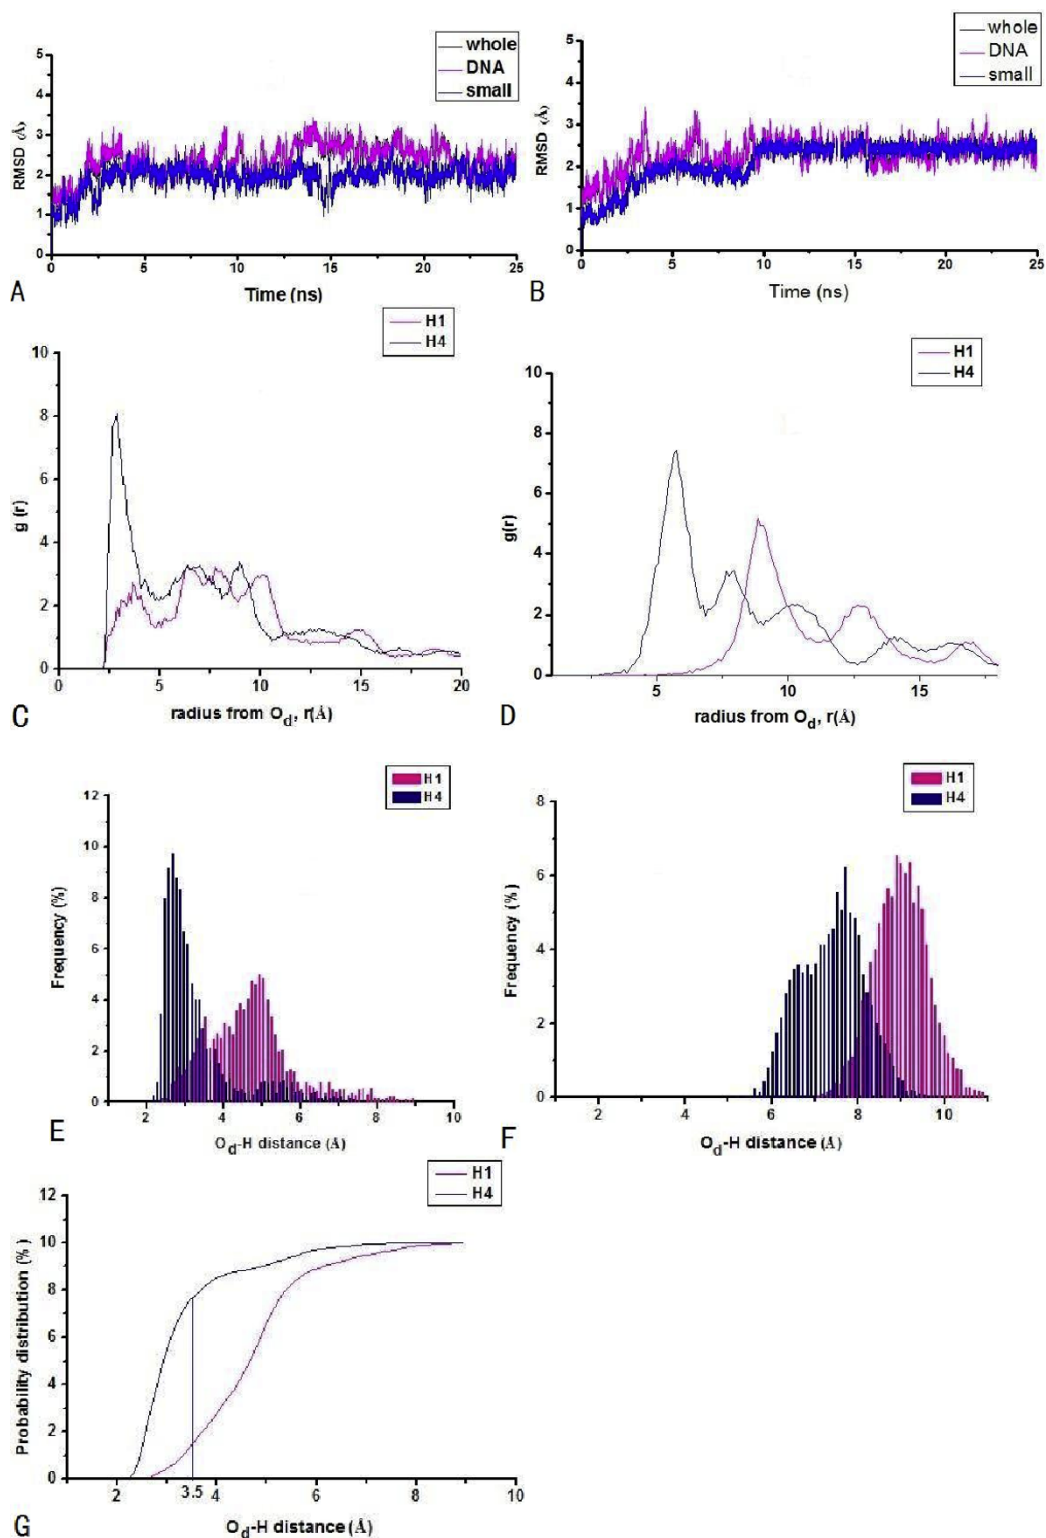 whole
DNA
small
5
4
3
2
1
0
RMSD (Å)
0 5 10 15 20 25
Time (ns)
A
whole
DNA
small
5
4
3
2
1
0
RMSD (Å)
0 5 10 15 20 25
Time (ns)
B
H1
H4
10
8
6
4
2
0
g (r)
0 5 10 15 20
radius from Od, r(Å)
C
H1
H4
10
8
6
4
2
0
g(r)
5 10 15
radius from Od, r(Å)
D
H1
H4
12
10
8
6
4
2
0
Frequency (%)
2 4 6 8 10
Od-H distance (Å)
E
H1
H4
8
6
4
2
0
Frequency (%)
2 4 6 8 10
Od-H distance (Å)
F
H1
H4
12
10
8
6
4
2
0
Probability distribution (%)
2 3.5 4 6 8 10
Od-H distance (Å)
G